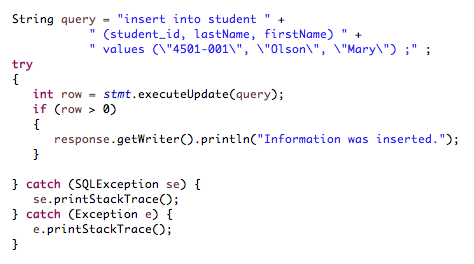 String query = "insert into student " +
" (student_id, lastName, firstName) " +
" values (\"4501-001\", \"Olson\", \"Mary\") ;" ;
try
{
int row = stmt.executeUpdate(query);
if (row > 0)
{
response.getWriter().println("Information was inserted.");
}
} catch (SQLException se) {
se.printStackTrace();
} catch (Exception e) {
e.printStackTrace();
}